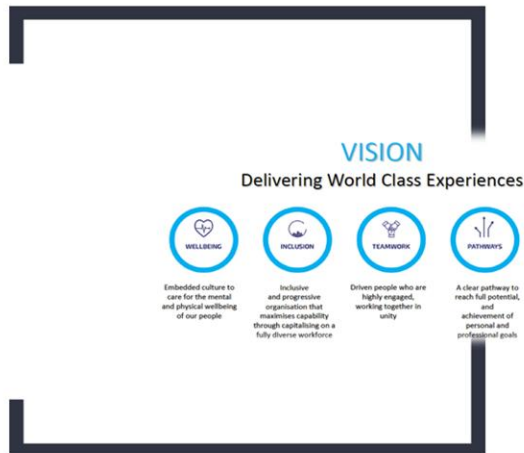 VISION
Delivering World Class Experiences
WELLBEING
INCLUSION
TEAMWORK
PATHWAYS
Embedded culture to
care for the mental
and physical wellbeing
of our people
Inclusive
and progressive
organisation that
maximises capability
through capitalising on a
fully diverse workforce
Driven people who are
highly engaged,
working together in
unity
A clear pathway to
reach full potential,
and
achievement of
personal and
professional goals